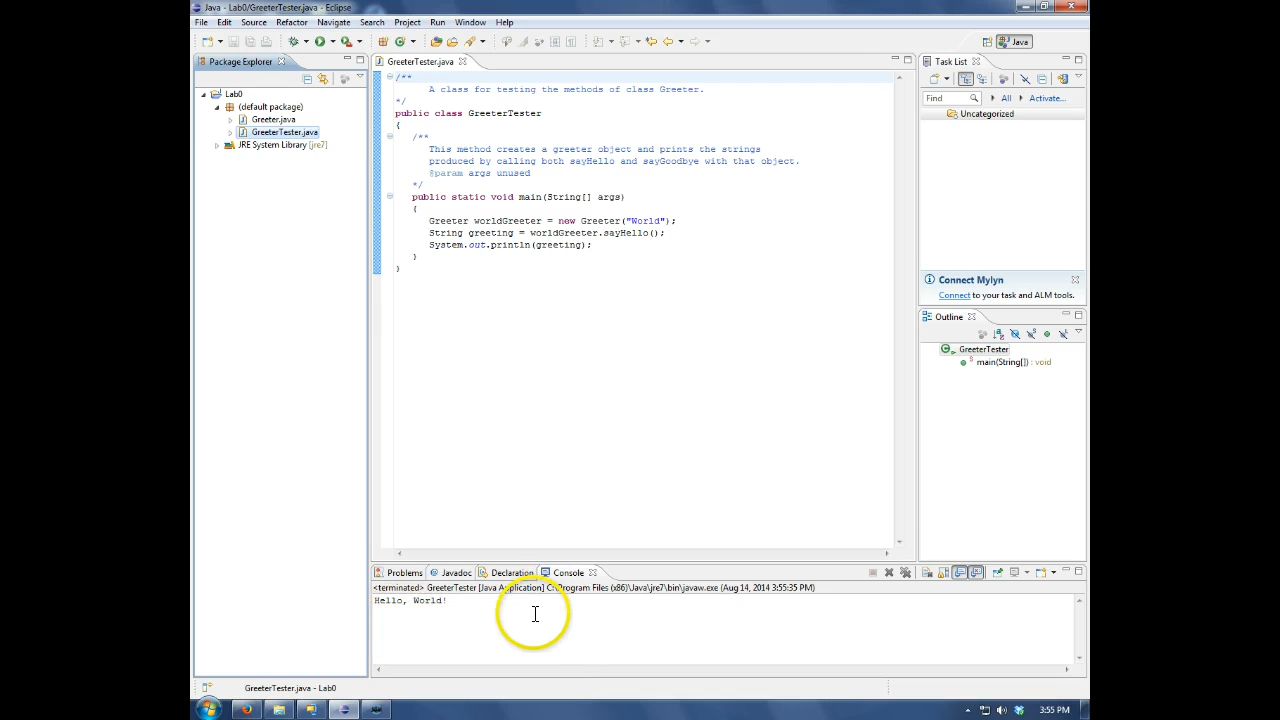 Java - Lab0/GreeterTester.java - Eclipse
File Edit Source Refactor Navigate Search Project Run Window Help
Java
Package Explorer
GreeterTester.java
Task List
Lab0
(default package)
Greeter.java
GreeterTester.java
JRE System Library [jre7]
/**
A class for testing the methods of class Greeter.
*/
public class GreeterTester
{
/**
This method creates a greeter object and prints the strings
produced by calling both sayHello and sayGoodbye with that object.
@param args unused
*/
public static void main(String[] args)
{
Greeter worldGreeter = new Greeter("World");
String greeting = worldGreeter.sayHello();
System.out.println(greeting);
}
}
Find All Activate...
Uncategorized
Connect Mylyn
Connect to your task and ALM tools.
Outline
GreeterTester
main(String[]) : void
Problems Javadoc Declaration Console
<terminated> GreeterTester [Java Application] C:\Program Files (x86)\Java\jre7\bin\javaw.exe (Aug 14, 2014 3:55:35 PM)
Hello, World!
GreeterTester.java - Lab0
3:55 PM